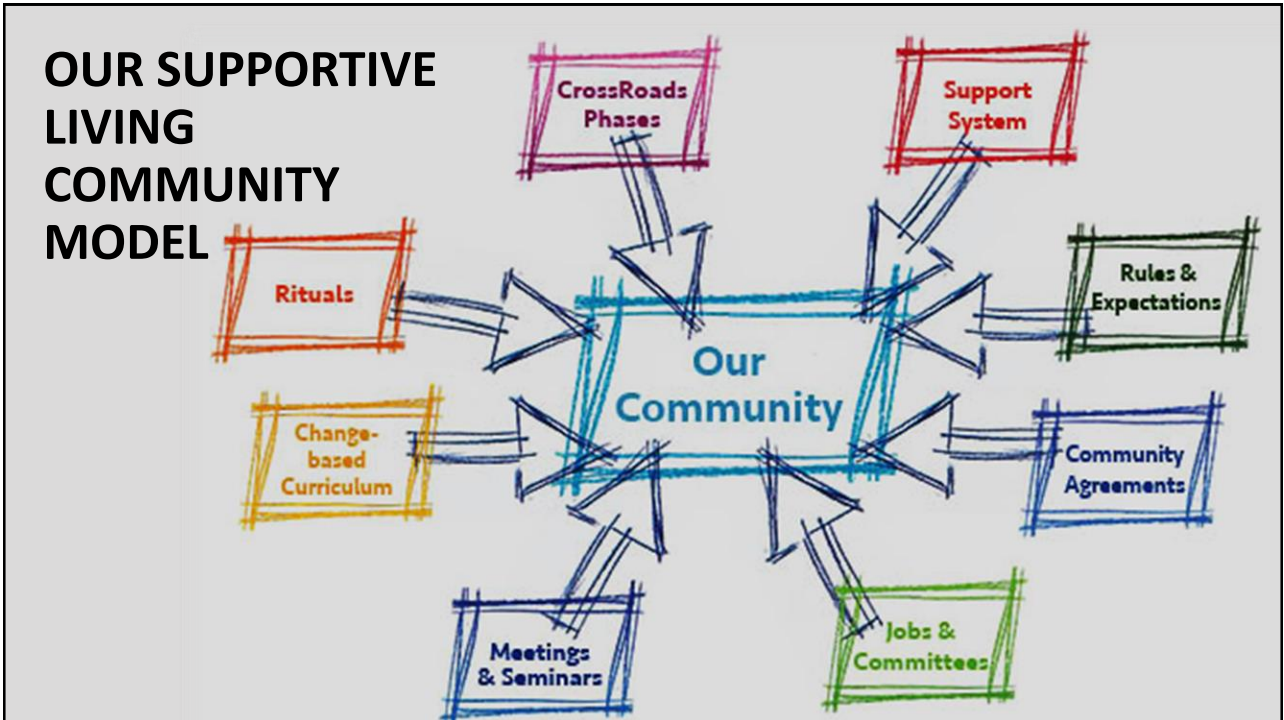 OUR SUPPORTIVE
LIVING
COMMUNITY
MODEL
CrossRoads
Phases
Support
System
Rituals
Rules &
Expectations
Our
Community
Change-
based
Curriculum
Community
Agreements
Meetings
& Seminars
Jobs &
Committees